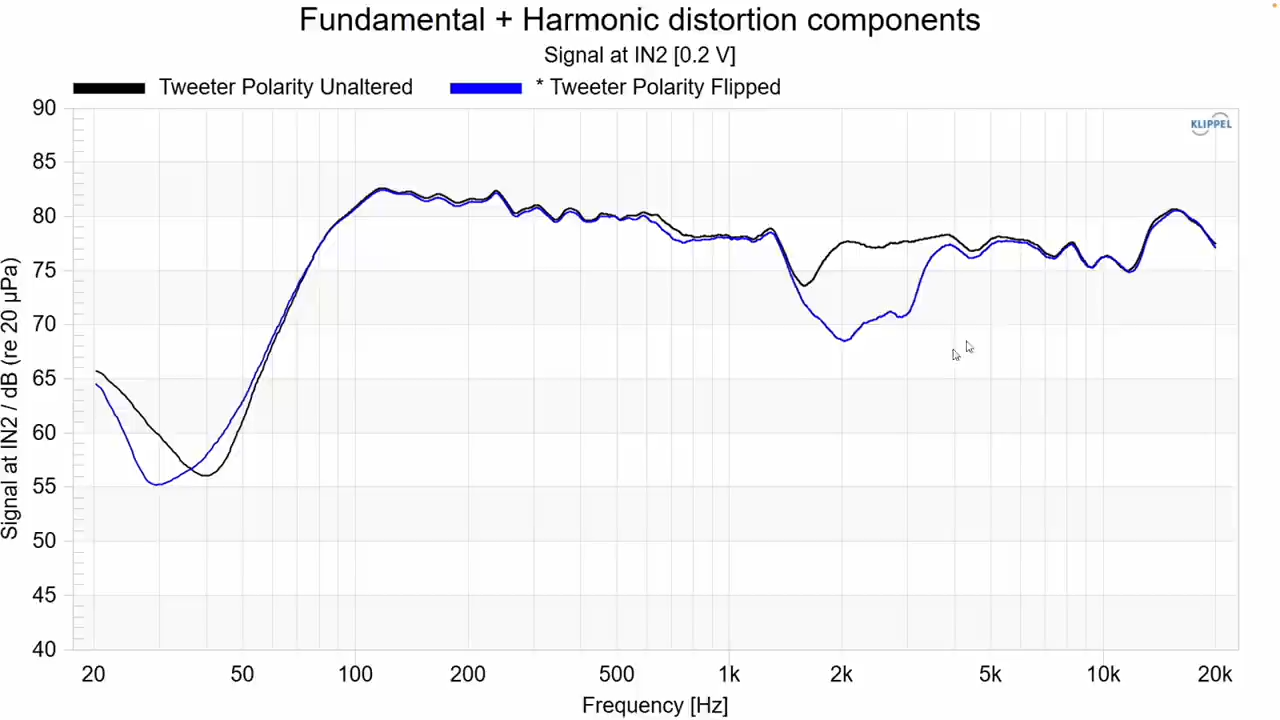 Fundamental + Harmonic distortion components
Signal at IN2 [0.2 V]
Tweeter Polarity Unaltered
* Tweeter Polarity Flipped
KLIPPEL
Signal at IN2 / dB (re 20 µPa)
90
85
80
75
70
65
60
55
50
45
40
20 50 100 200 500 1k 2k 5k 10k 20k
Frequency [Hz]